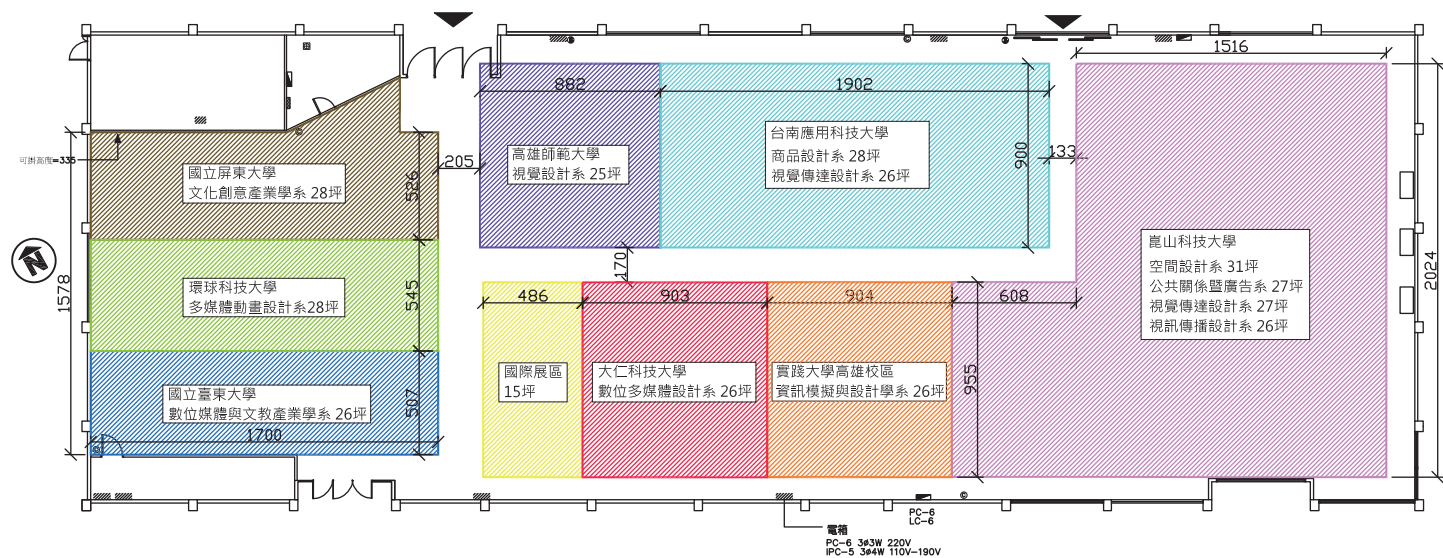 1516
882
1902
可掛高度=335
205
133
國立屏東大學
文化創意產業學系 28坪
526
高雄師範大學
視覺設計系 25坪
台南應用科技大學
商品設計系 28坪
視覺傳達設計系 26坪
900
崑山科技大學
空間設計系 31坪
公共關係暨廣告系 27坪
視覺傳達設計系 27坪
視訊傳播設計系 26坪
2024
1578
環球科技大學
多媒體動畫設計系28坪
545
170
486
903
904
608
國立臺東大學
數位媒體與文教產業學系 26坪
507
1700
國際展區
15坪
大仁科技大學
數位多媒體設計系 26坪
實踐大學高雄校區
資訊模擬與設計學系 26坪
955
N
PC-6
LC-6
電箱
PC-6 3ø3W 220V
IPC-5 3ø4W 110V-190V